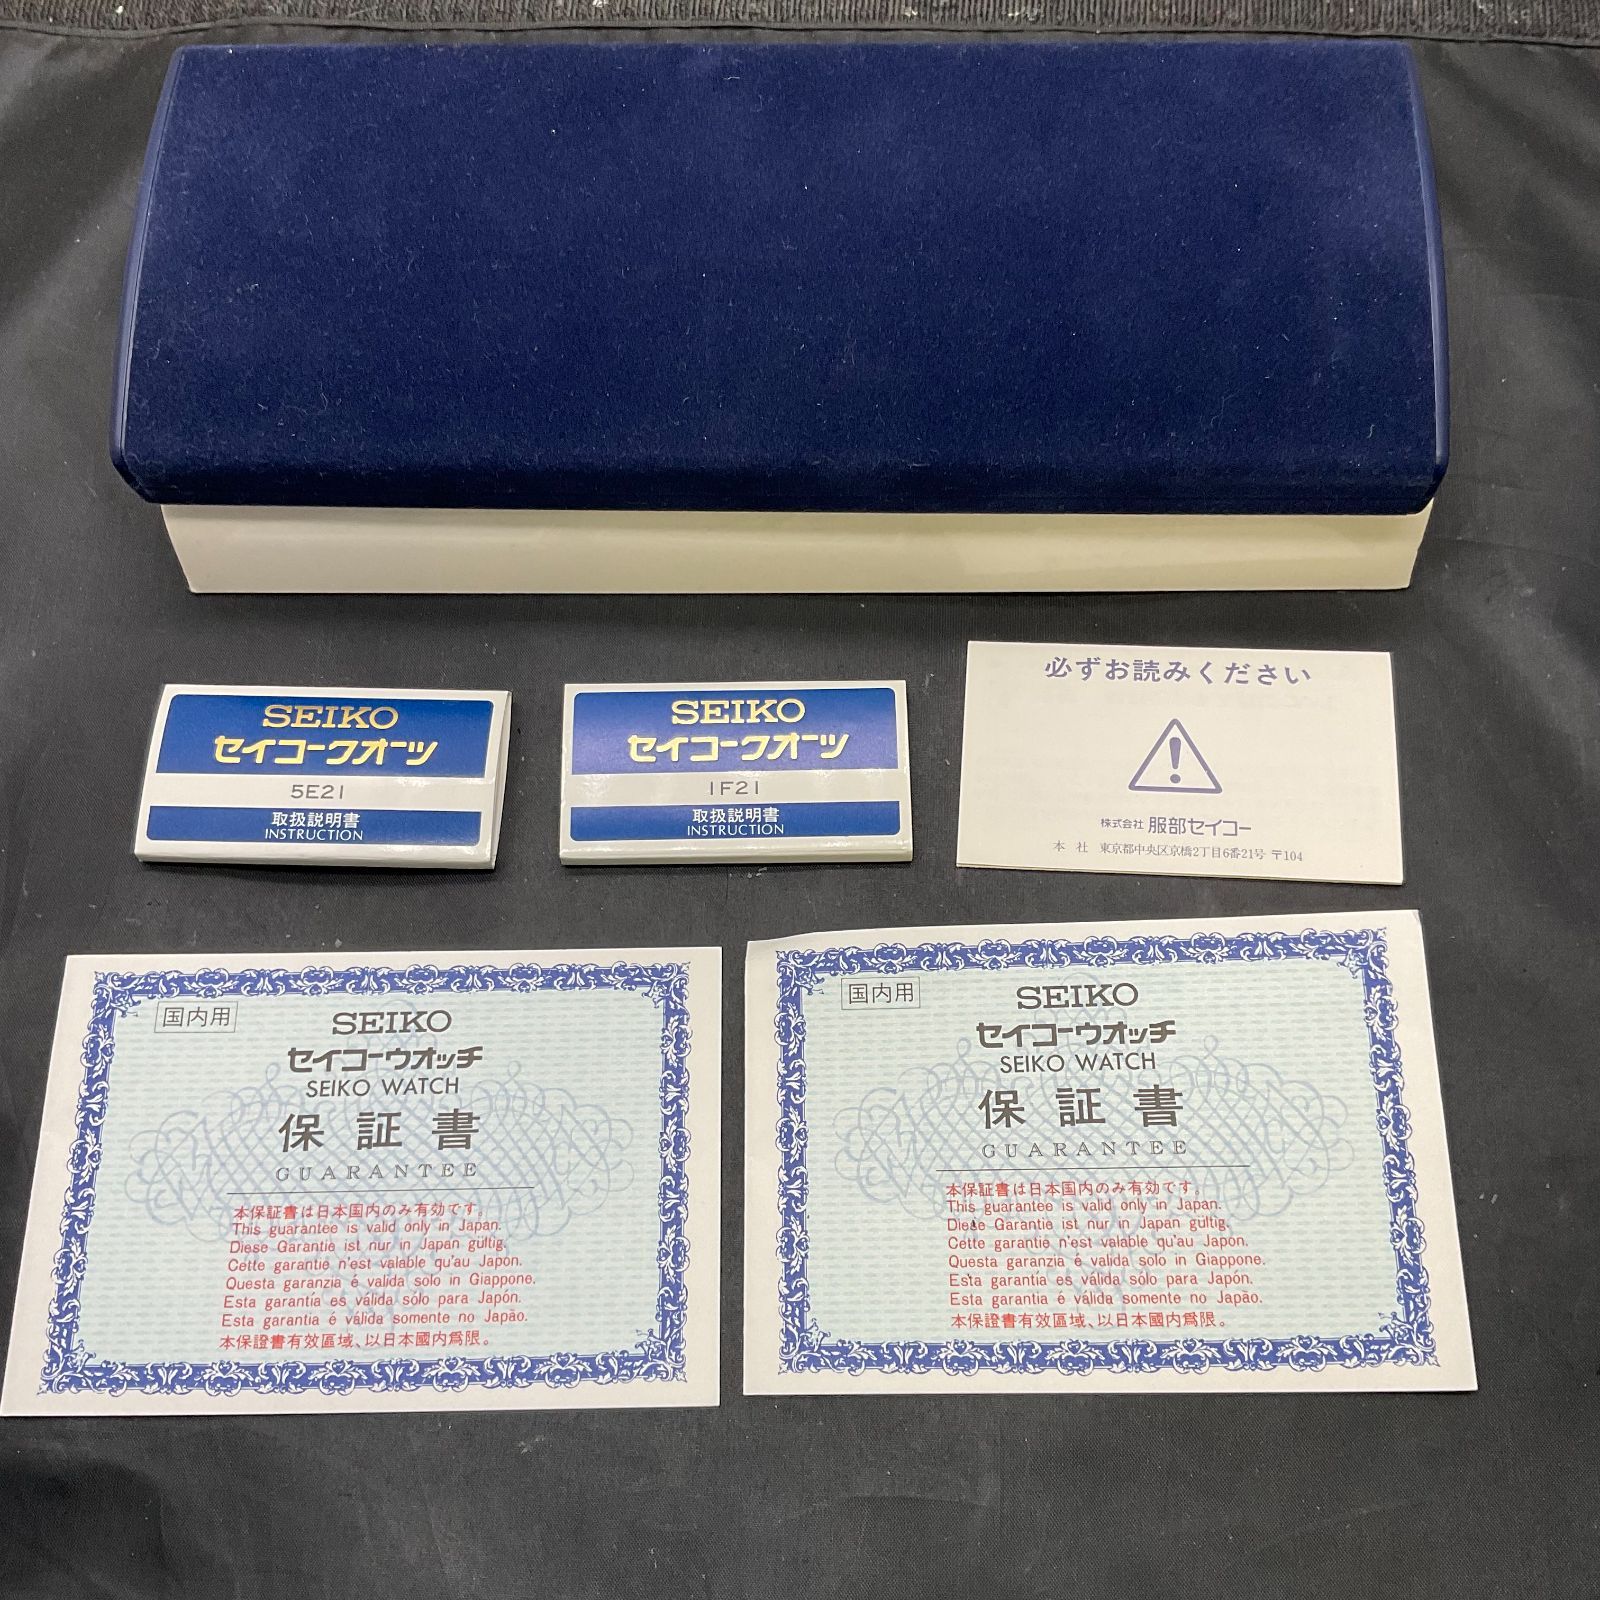 SEIKO
セイコークオーツ
5E21
取扱説明書
INSTRUCTION
SEIKO
セイコークオーツ
1F21
取扱説明書
INSTRUCTION
必ずお読みください
株式会社 服部セイコー
本 社 東京都中央区京橋2丁目6番21号 〒104
国内用
SEIKO
セイコーウオッチ
SEIKO WATCH
保証書
GUARANTEE
本保証書は日本国内のみ有効です。
This guarantee is valid only in Japan.
Diese Garantie ist nur in Japan gültig.
Cette garantie n'est valable qu'au Japon.
Questa garanzia é valida solo in Giappone.
Esta garantía es válida sólo para Japón.
Esta garantia é válida somente no Japão.
本保證書有效區域、以日本國内爲限。
国内用
SEIKO
セイコーウオッチ
SEIKO WATCH
保証書
GUARANTEE
本保証書は日本国内のみ有効です。
This guarantee is valid only in Japan.
Diese Garantie ist nur in Japan gültig.
Cette garantie n'est valable qu'au Japon.
Questa garanzia é valida solo in Giappone.
Esta garantía es válida sólo para Japón.
Esta garantia é válida somente no Japão.
本保證書有效區域、以日本國内爲限。